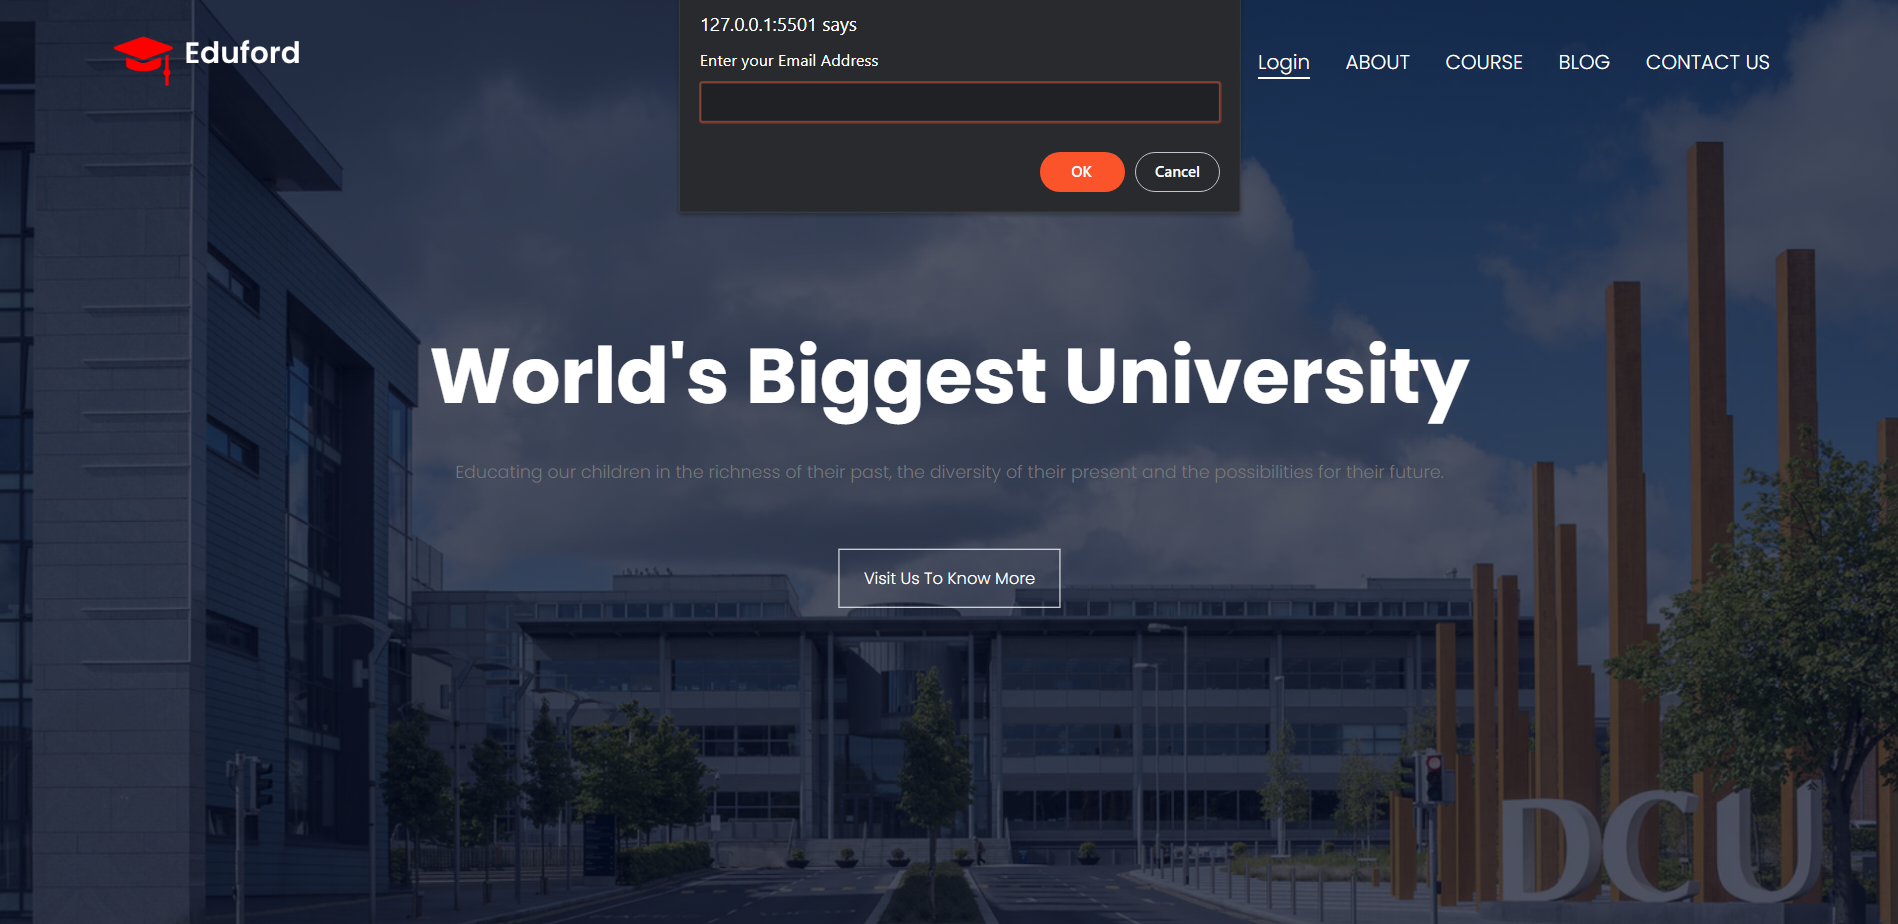 127.0.0.1:5501 says
Enter your Email Address
OK
Cancel
Eduford
Login
ABOUT
COURSE
BLOG
CONTACT US
World's Biggest University
Educating our children in the richness of their past, the diversity of their present and the possibilities for their future.
Visit Us To Know More
DCU